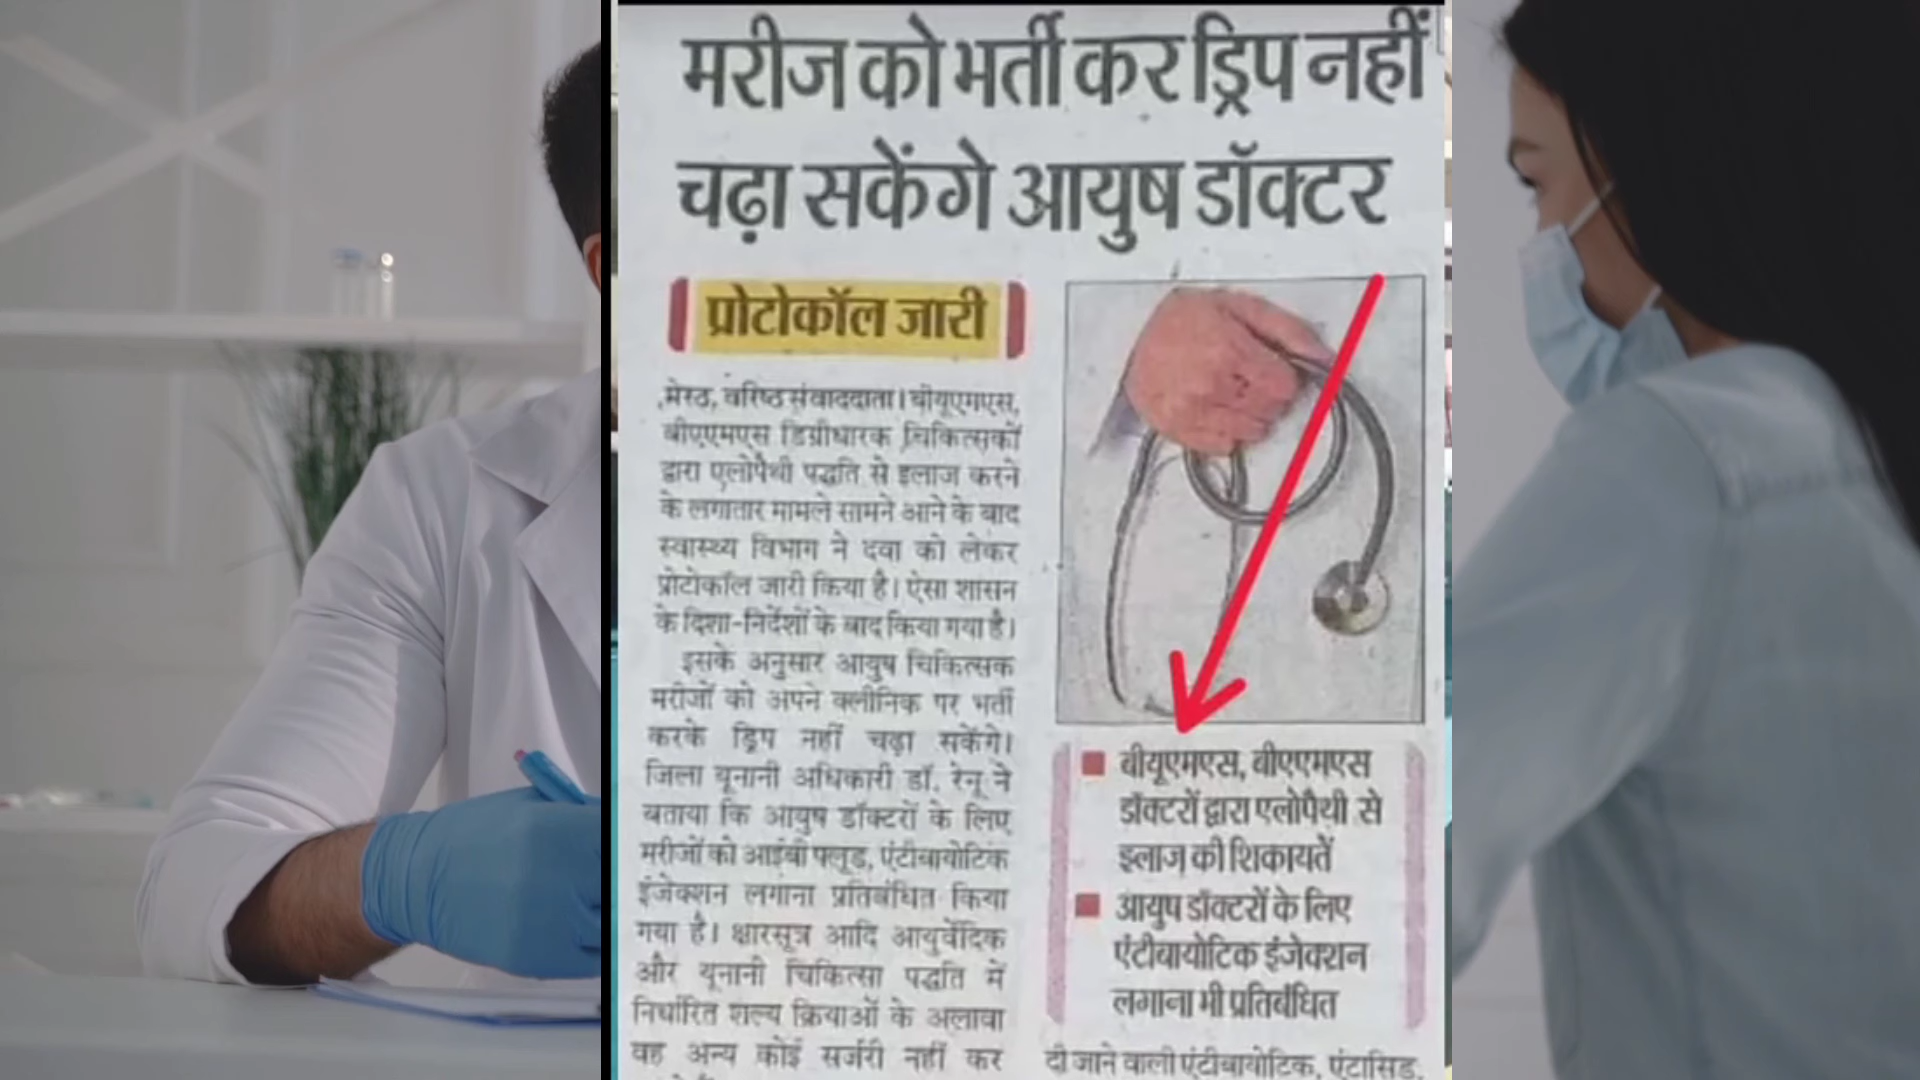 मरीज को भर्ती कर ड्रिप नहीं
चढ़ा सकेंगे आयुष डॉक्टर
प्रोटोकॉल जारी
मेरठ, वरिष्ठ संवाददाता। बीयूएमएस,
बीएएमएस डिग्रीधारक चिकित्सकों
द्वारा एलोपैथी पद्धति से इलाज करने
के लगातार मामले सामने आने के बाद
स्वास्थ्य विभाग ने दवा को लेकर
प्रोटोकॉल जारी किया है। ऐसा शासन
के दिशा-निर्देशों के बाद किया गया है।
इसके अनुसार आयुष चिकित्सक
मरीजों को अपने क्लीनिक पर भर्ती
करके ड्रिप नहीं चढ़ा सकेंगे।
जिला यूनानी अधिकारी डॉ. रेनू ने
बताया कि आयुष डॉक्टरों के लिए
मरीजों को आईवी फ्लूड, एंटीबायोटिक
इंजेक्शन लगाना प्रतिबंधित किया
गया है। क्षारसूत्र आदि आयुर्वेदिक
और यूनानी चिकित्सा पद्धति में
निर्धारित शल्य क्रियाओं के अलावा
वह अन्य कोई सर्जरी नहीं कर
बीयूएमएस, बीएएमएस
डॉक्टरों द्वारा एलोपैथी से
इलाज की शिकायतें
आयुष डॉक्टरों के लिए
एंटीबायोटिक इंजेक्शन
लगाना भी प्रतिबंधित
दी जाने वाली एंटीबायोटिक, एंटासिड,